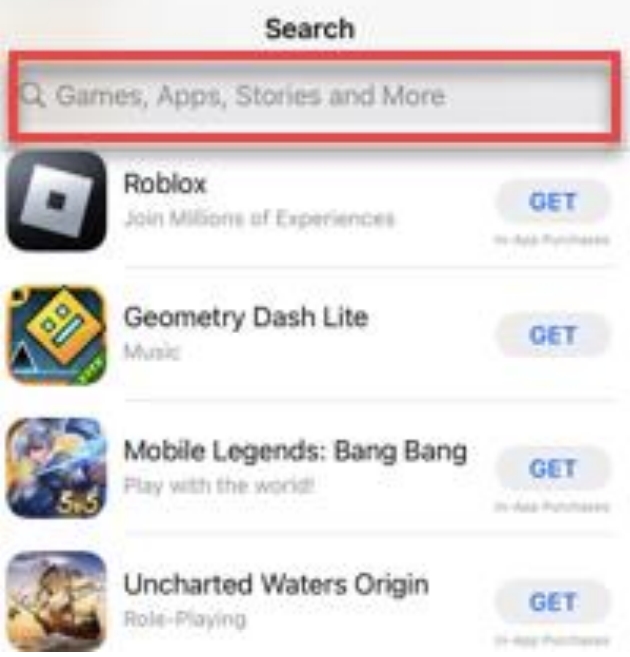 Search
Games, Apps, Stories and More
Roblox
Join Millions of Experiences
GET
In-App Purchases
Geometry Dash Lite
Music
GET
LITE
Mobile Legends: Bang Bang
Play with the world!
GET
In-App Purchases
5v5
Uncharted Waters Origin
Role-Playing
GET
In-App Purchases